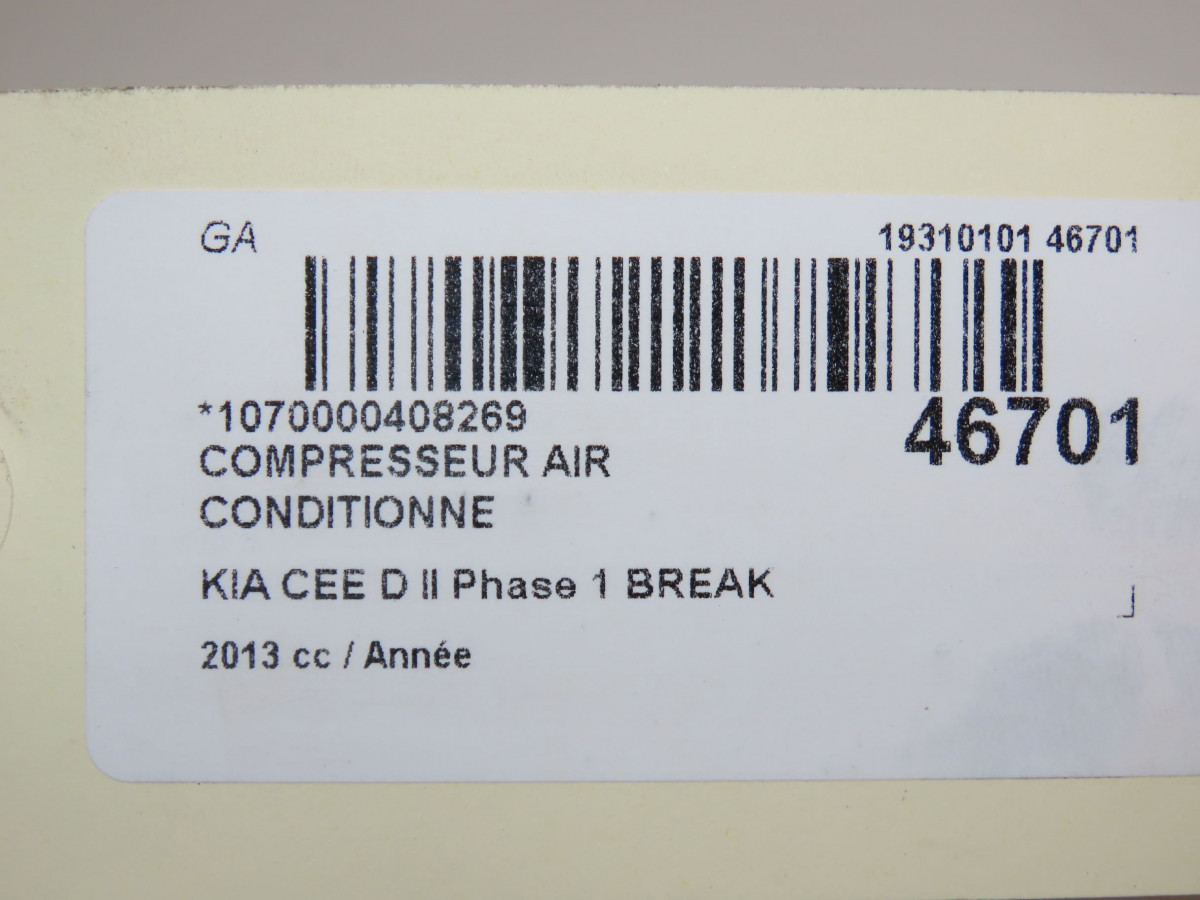 GA 19310101 46701
*1070000408269
46701
COMPRESSEUR AIR
CONDITIONNE
KIA CEE D II Phase 1 BREAK
2013 cc / Année